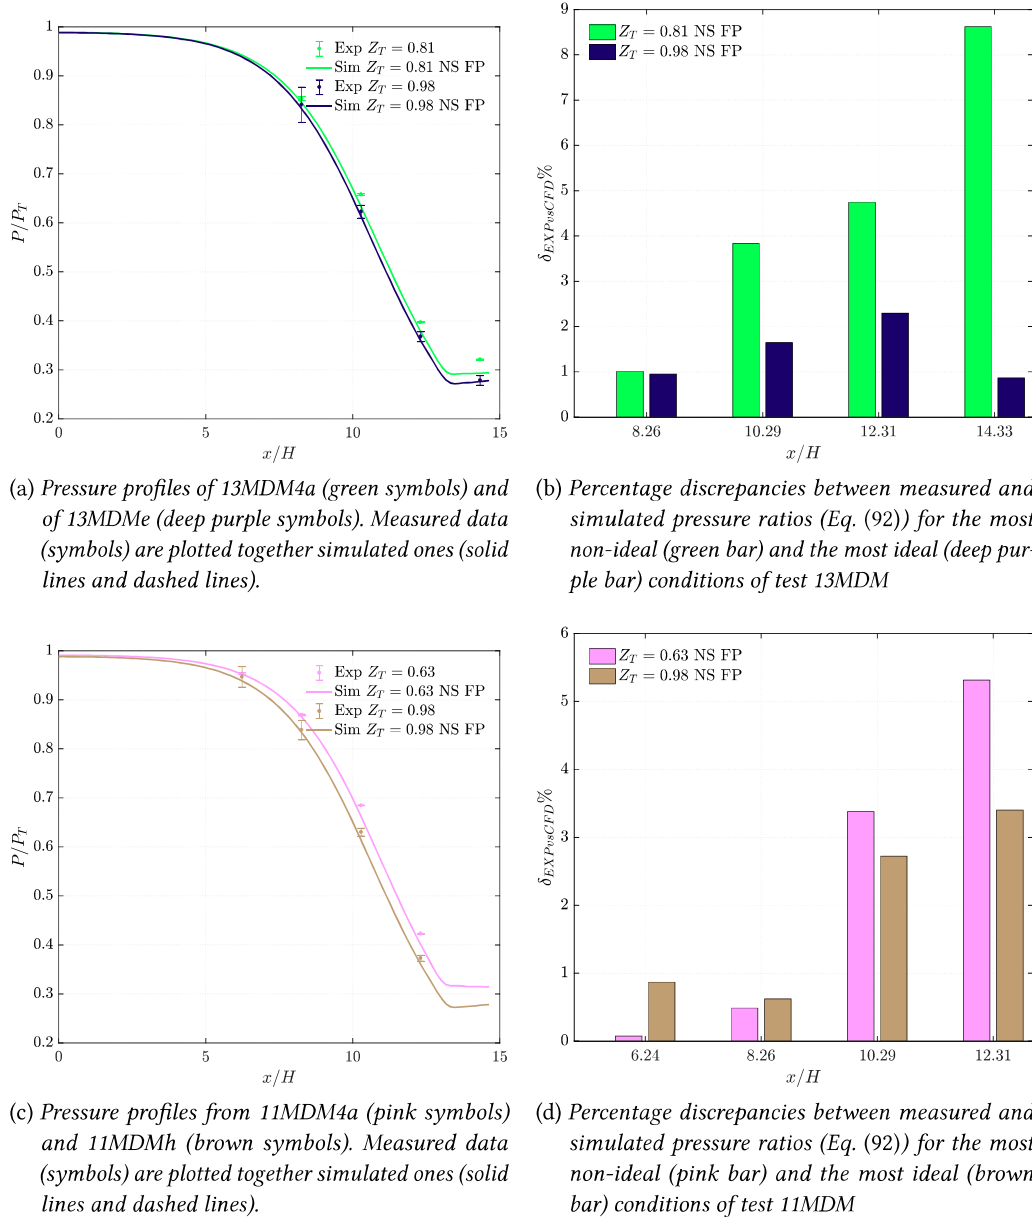 1
0.9
0.8
0.7
0.6
0.5
0.4
0.3
0.2
P/P_T
0 5 10 15
x/H
Exp Z_T = 0.81
Sim Z_T = 0.81 NS FP
Exp Z_T = 0.98
Sim Z_T = 0.98 NS FP
9
8
7
6
5
4
3
2
1
0
δ_EXPvsCFD%
8.26 10.29 12.31 14.33
x/H
Z_T = 0.81 NS FP
Z_T = 0.98 NS FP
(a) Pressure profiles of 13MDM4a (green symbols) and
of 13MDMe (deep purple symbols). Measured data
(symbols) are plotted together simulated ones (solid
lines and dashed lines).
(b) Percentage discrepancies between measured and
simulated pressure ratios (Eq. (92)) for the most
non-ideal (green bar) and the most ideal (deep pur-
ple bar) conditions of test 13MDM
1
0.9
0.8
0.7
0.6
0.5
0.4
0.3
0.2
P/P_T
0 5 10 15
x/H
Exp Z_T = 0.63
Sim Z_T = 0.63 NS FP
Exp Z_T = 0.98
Sim Z_T = 0.98 NS FP
6
5
4
3
2
1
0
δ_EXPvsCFD%
6.24 8.26 10.29 12.31
x/H
Z_T = 0.63 NS FP
Z_T = 0.98 NS FP
(c) Pressure profiles from 11MDM4a (pink symbols)
and 11MDMh (brown symbols). Measured data
(symbols) are plotted together simulated ones (solid
lines and dashed lines).
(d) Percentage discrepancies between measured and
simulated pressure ratios (Eq. (92)) for the most
non-ideal (pink bar) and the most ideal (brown
bar) conditions of test 11MDM